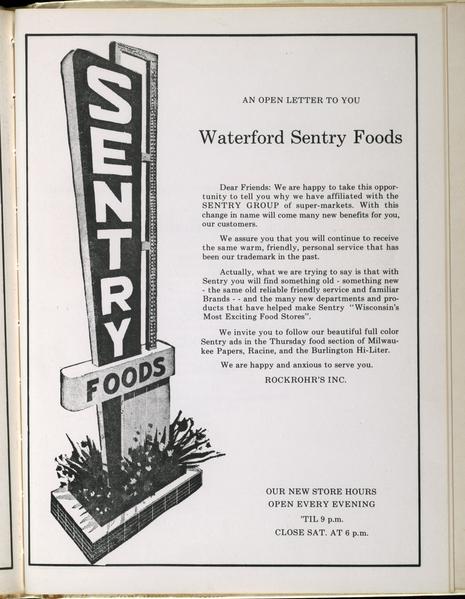 SENTRY
FOODS
AN OPEN LETTER TO YOU
Waterford Sentry Foods
Dear Friends: We are happy to take this oppor-
tunity to tell you why we have affiliated with the
SENTRY GROUP of super-markets. With this
change in name will come many new benefits for you,
our customers.
We assure you that you will continue to receive
the same warm, friendly, personal service that has
been our trademark in the past.
Actually, what we are trying to say is that with
Sentry you will find something old - something new
- the same old reliable friendly service and familiar
Brands - - and the many new departments and pro-
ducts that have helped make Sentry "Wisconsin's
Most Exciting Food Stores".
We invite you to follow our beautiful full color
Sentry ads in the Thursday food section of Milwau-
kee Papers, Racine, and the Burlington Hi-Liter.
We are happy and anxious to serve you.
ROCKROHR'S INC.
OUR NEW STORE HOURS
OPEN EVERY EVENING
'TIL 9 p.m.
CLOSE SAT. AT 6 p.m.